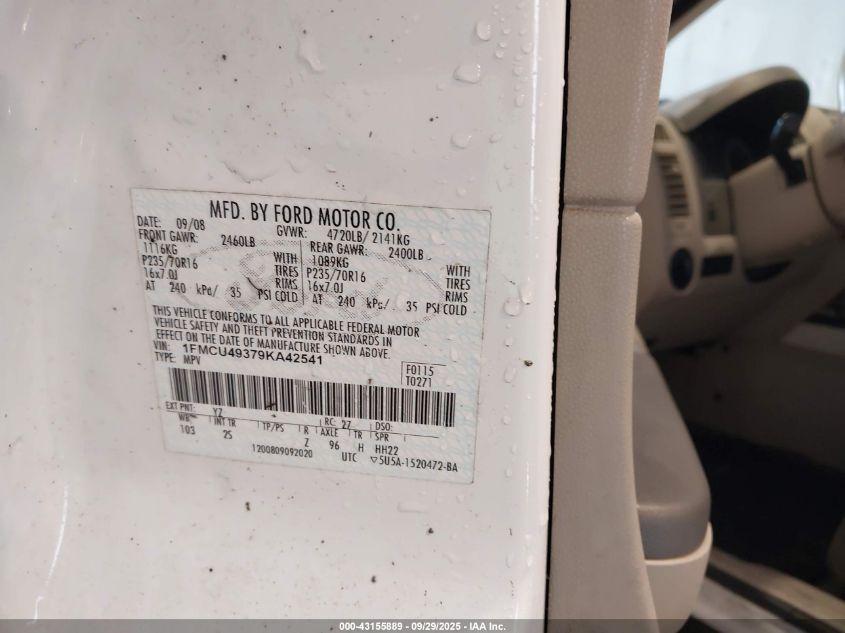 MFD. BY FORD MOTOR CO.
DATE: 09/08 GVWR: 4720LB/ 2141KG
FRONT GAWR: 2460LB REAR GAWR: 2400LB
1116KG WITH 1089KG WITH
P235/70R16 TIRES P235/70R16 TIRES
16x7.0J RIMS 16x7.0J RIMS
AT 240 kPa/ 35 PSI COLD AT 240 kPa/ 35 PSI COLD
THIS VEHICLE CONFORMS TO ALL APPLICABLE FEDERAL MOTOR
VEHICLE SAFETY AND THEFT PREVENTION STANDARDS IN
EFFECT ON THE DATE OF MANUFACTURE SHOWN ABOVE.
VIN: 1FMCU49379KA42541
TYPE: MPV
F0115
T0271
EXT PNT: YZ RC: 27 DSO:
WB INT TR TP/PS R AXLE TR SPR
103 25 Z 96 H HH22
1200809092020 UTC ▽5U5A-1520472-BA
000-43155889 - 09/29/2025 - IAA Inc.